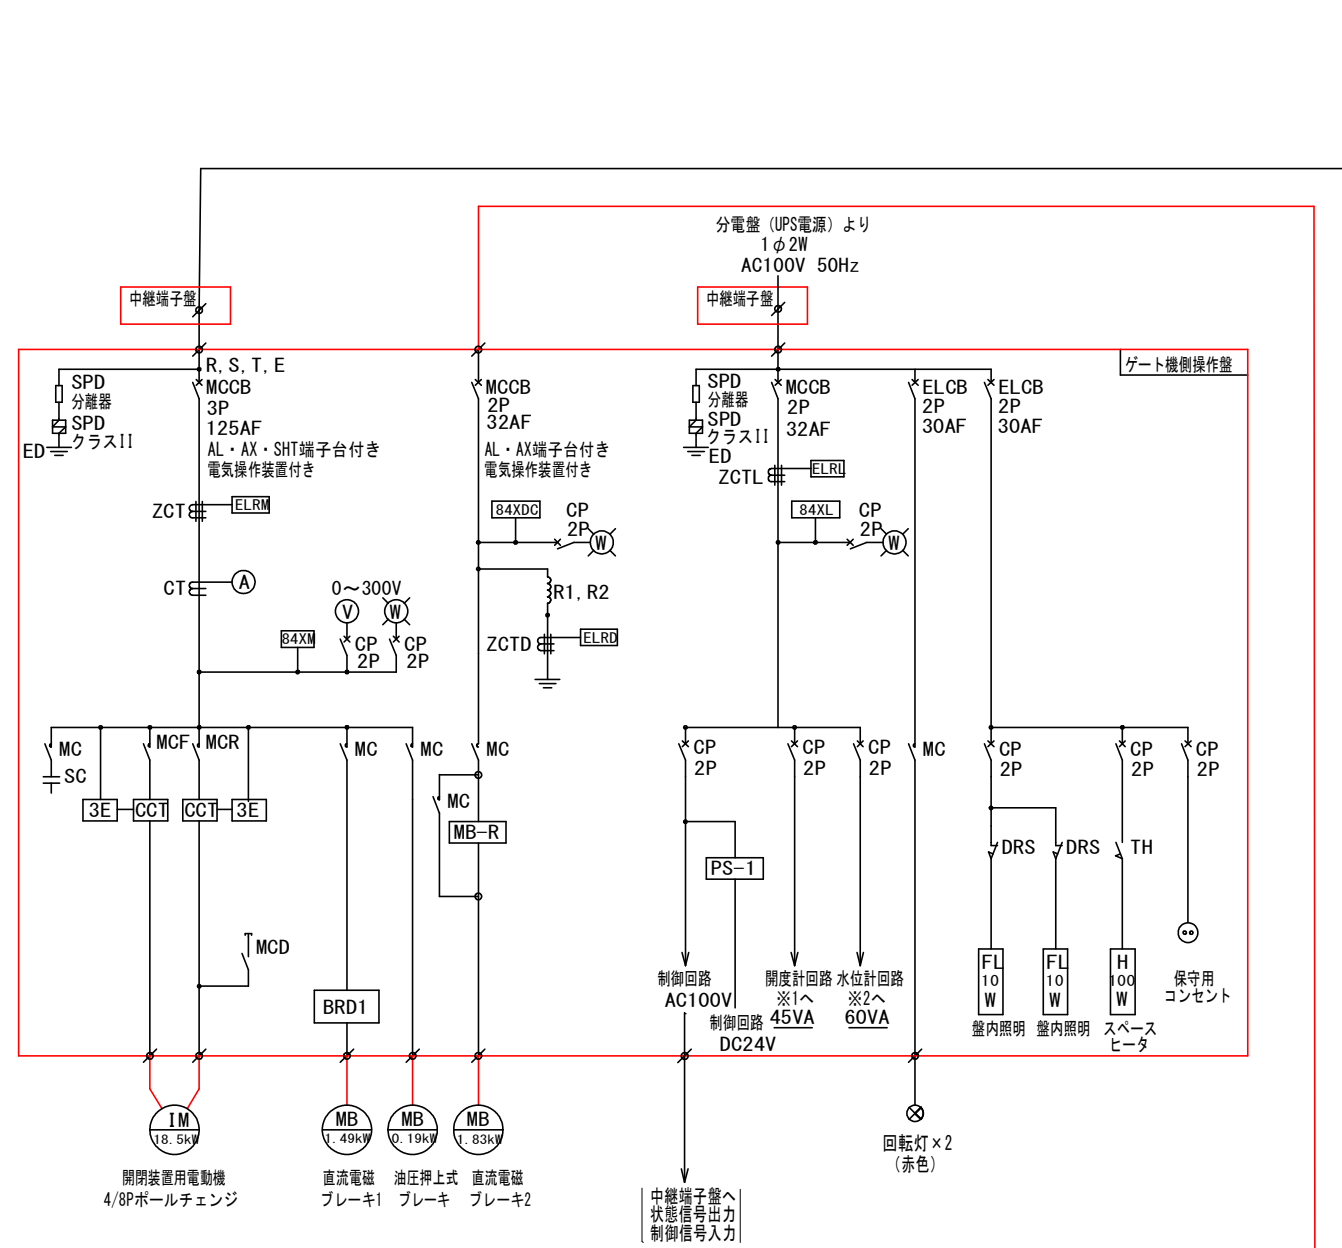 分電盤（UPS電源）より
1φ2W
AC100V 50Hz
中継端子盤
中継端子盤
ゲート機側操作盤
R,S,T,E
SPD
分離器
SPD
クラスII
ED
MCCB
3P
125AF
AL・AX・SHT端子台付き
電気操作装置付き
MCCB
2P
32AF
AL・AX端子台付き
電気操作装置付き
SPD
分離器
SPD
クラスII
ED
MCCB
2P
32AF
ELCB
2P
30AF
ELCB
2P
30AF
ZCT
ELRM
84XDC
CP
2P
W
ZCTL
ELRL
84XL
CP
2P
W
CT
A
0～300V
V
W
84XM
CP
2P
CP
2P
R1,R2
ZCTD
ELRD
MC
SC
MCF
MCR
MC
MC
MC
3E
CCT
CCT
3E
MC
MB-R
CP
2P
CP
2P
CP
2P
MC
CP
2P
CP
2P
CP
2P
PS-1
DRS
DRS
TH
MCD
BRD1
制御回路
AC100V
制御回路
DC24V
開度計回路
※1へ
45VA
水位計回路
※2へ
60VA
FL
10
W
盤内照明
FL
10
W
盤内照明
H
100
W
スペース
ヒータ
保守用
コンセント
IM
18.5kW
開閉装置用電動機
4/8Pポールチェンジ
MB
1.49kW
直流電磁
ブレーキ1
MB
0.19kW
油圧押上式
ブレーキ
MB
1.83kW
直流電磁
ブレーキ2
中継端子盤へ
状態信号出力
制御信号入力
回転灯×2
(赤色)